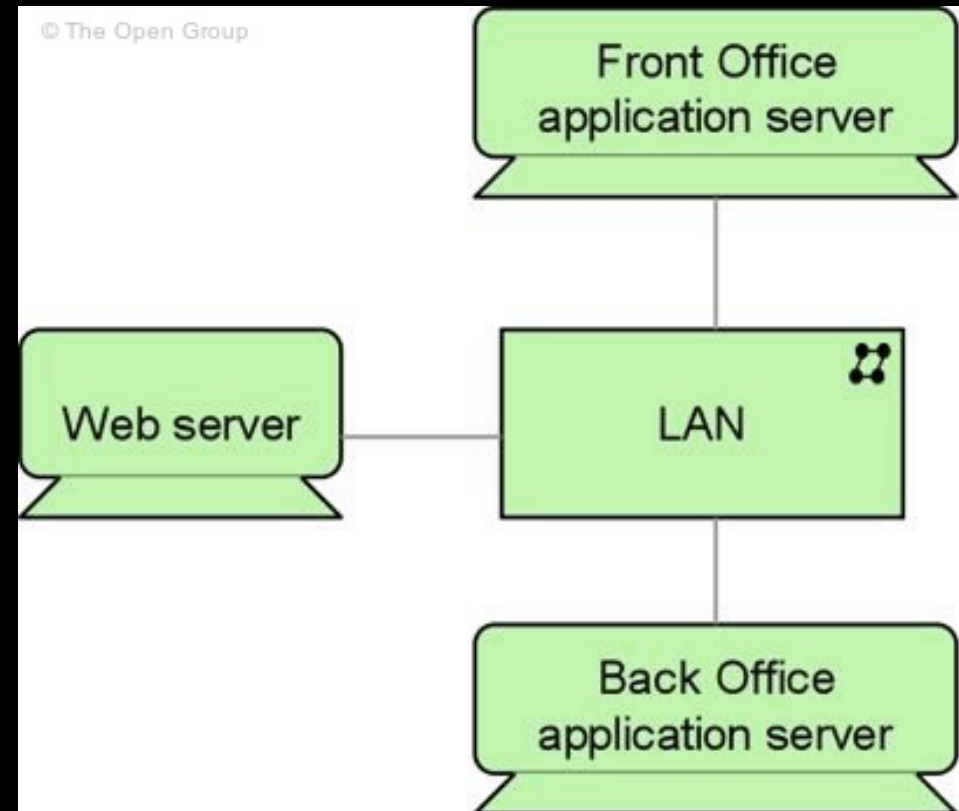 © The Open Group
Front Office
application server
Web server
LAN
Back Office
application server